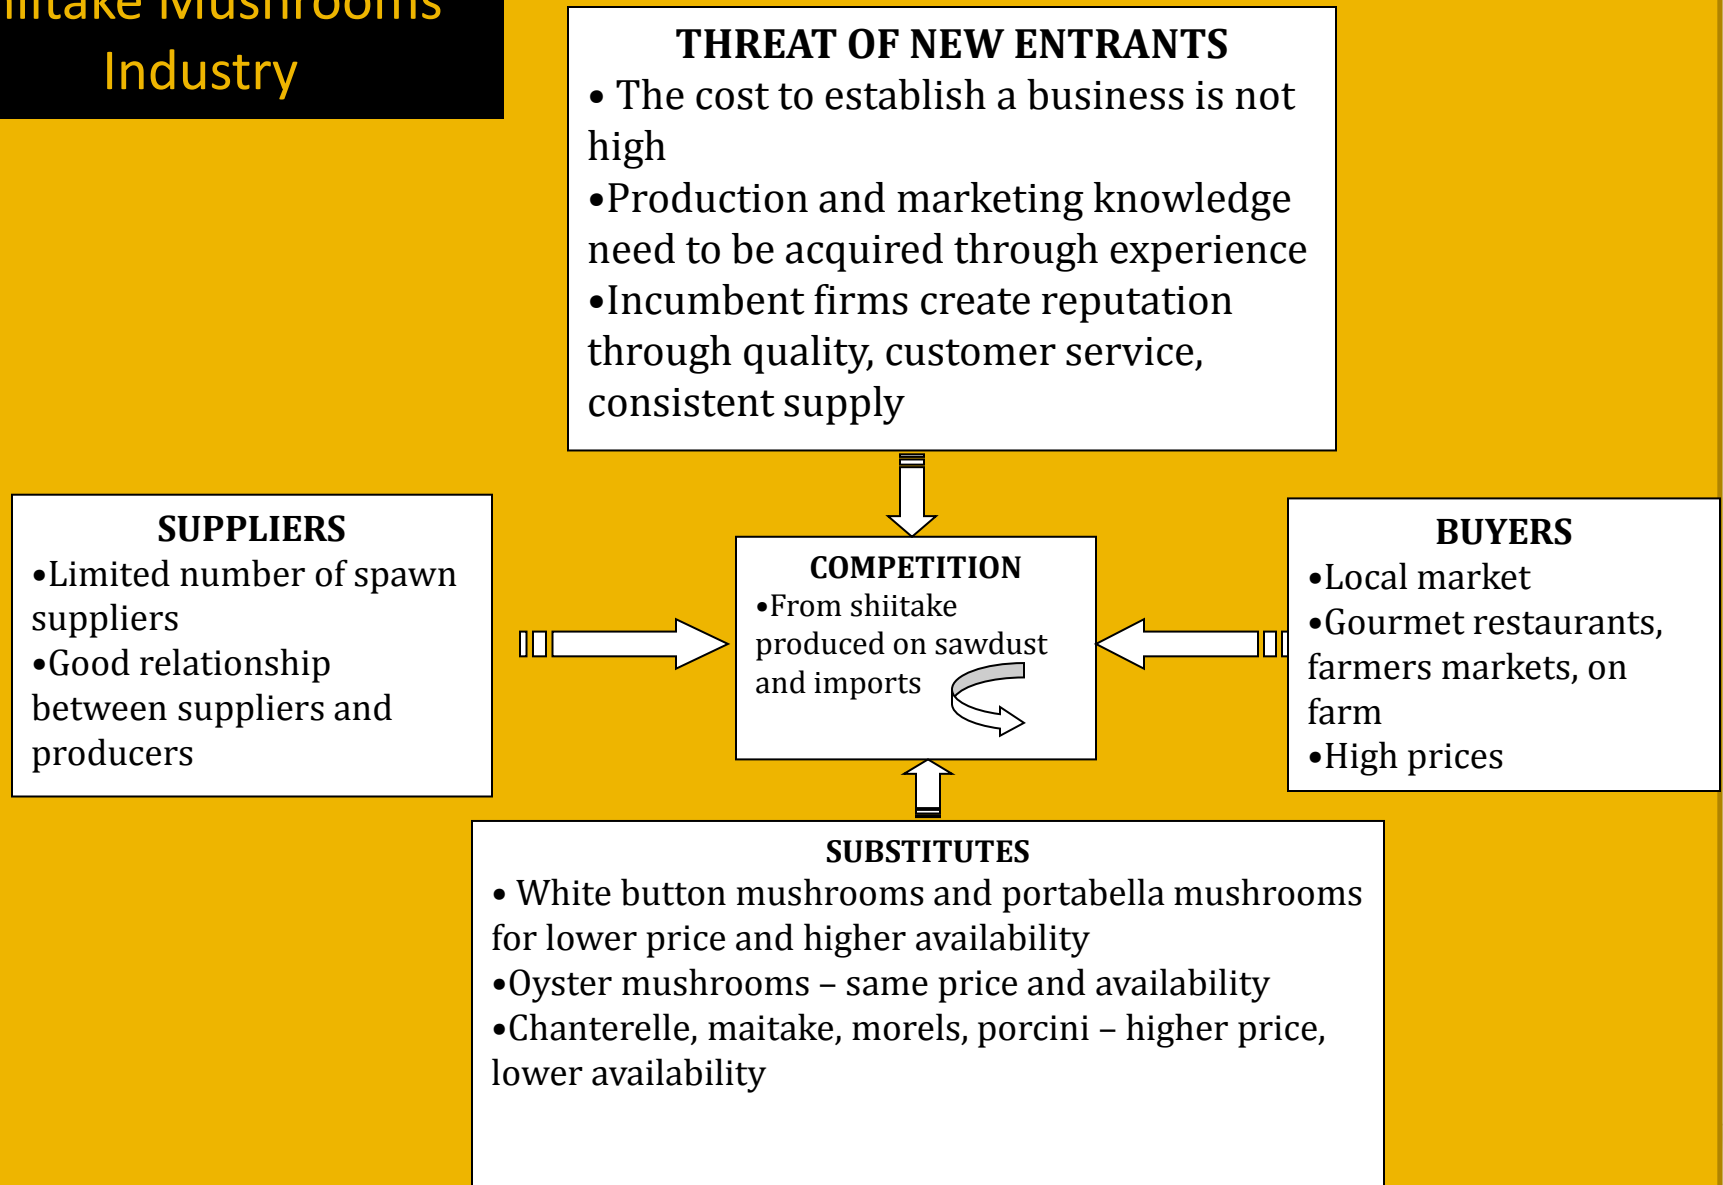 Mushrooms
Industry
THREAT OF NEW ENTRANTS
• The cost to establish a business is not
high
•Production and marketing knowledge
need to be acquired through experience
•Incumbent firms create reputation
through quality, customer service,
consistent supply
SUPPLIERS
•Limited number of spawn
suppliers
•Good relationship
between suppliers and
producers
COMPETITION
•From shiitake
produced on sawdust
and imports
BUYERS
•Local market
•Gourmet restaurants,
farmers markets, on
farm
•High prices
SUBSTITUTES
• White button mushrooms and portabella mushrooms
for lower price and higher availability
•Oyster mushrooms – same price and availability
•Chanterelle, maitake, morels, porcini – higher price,
lower availability